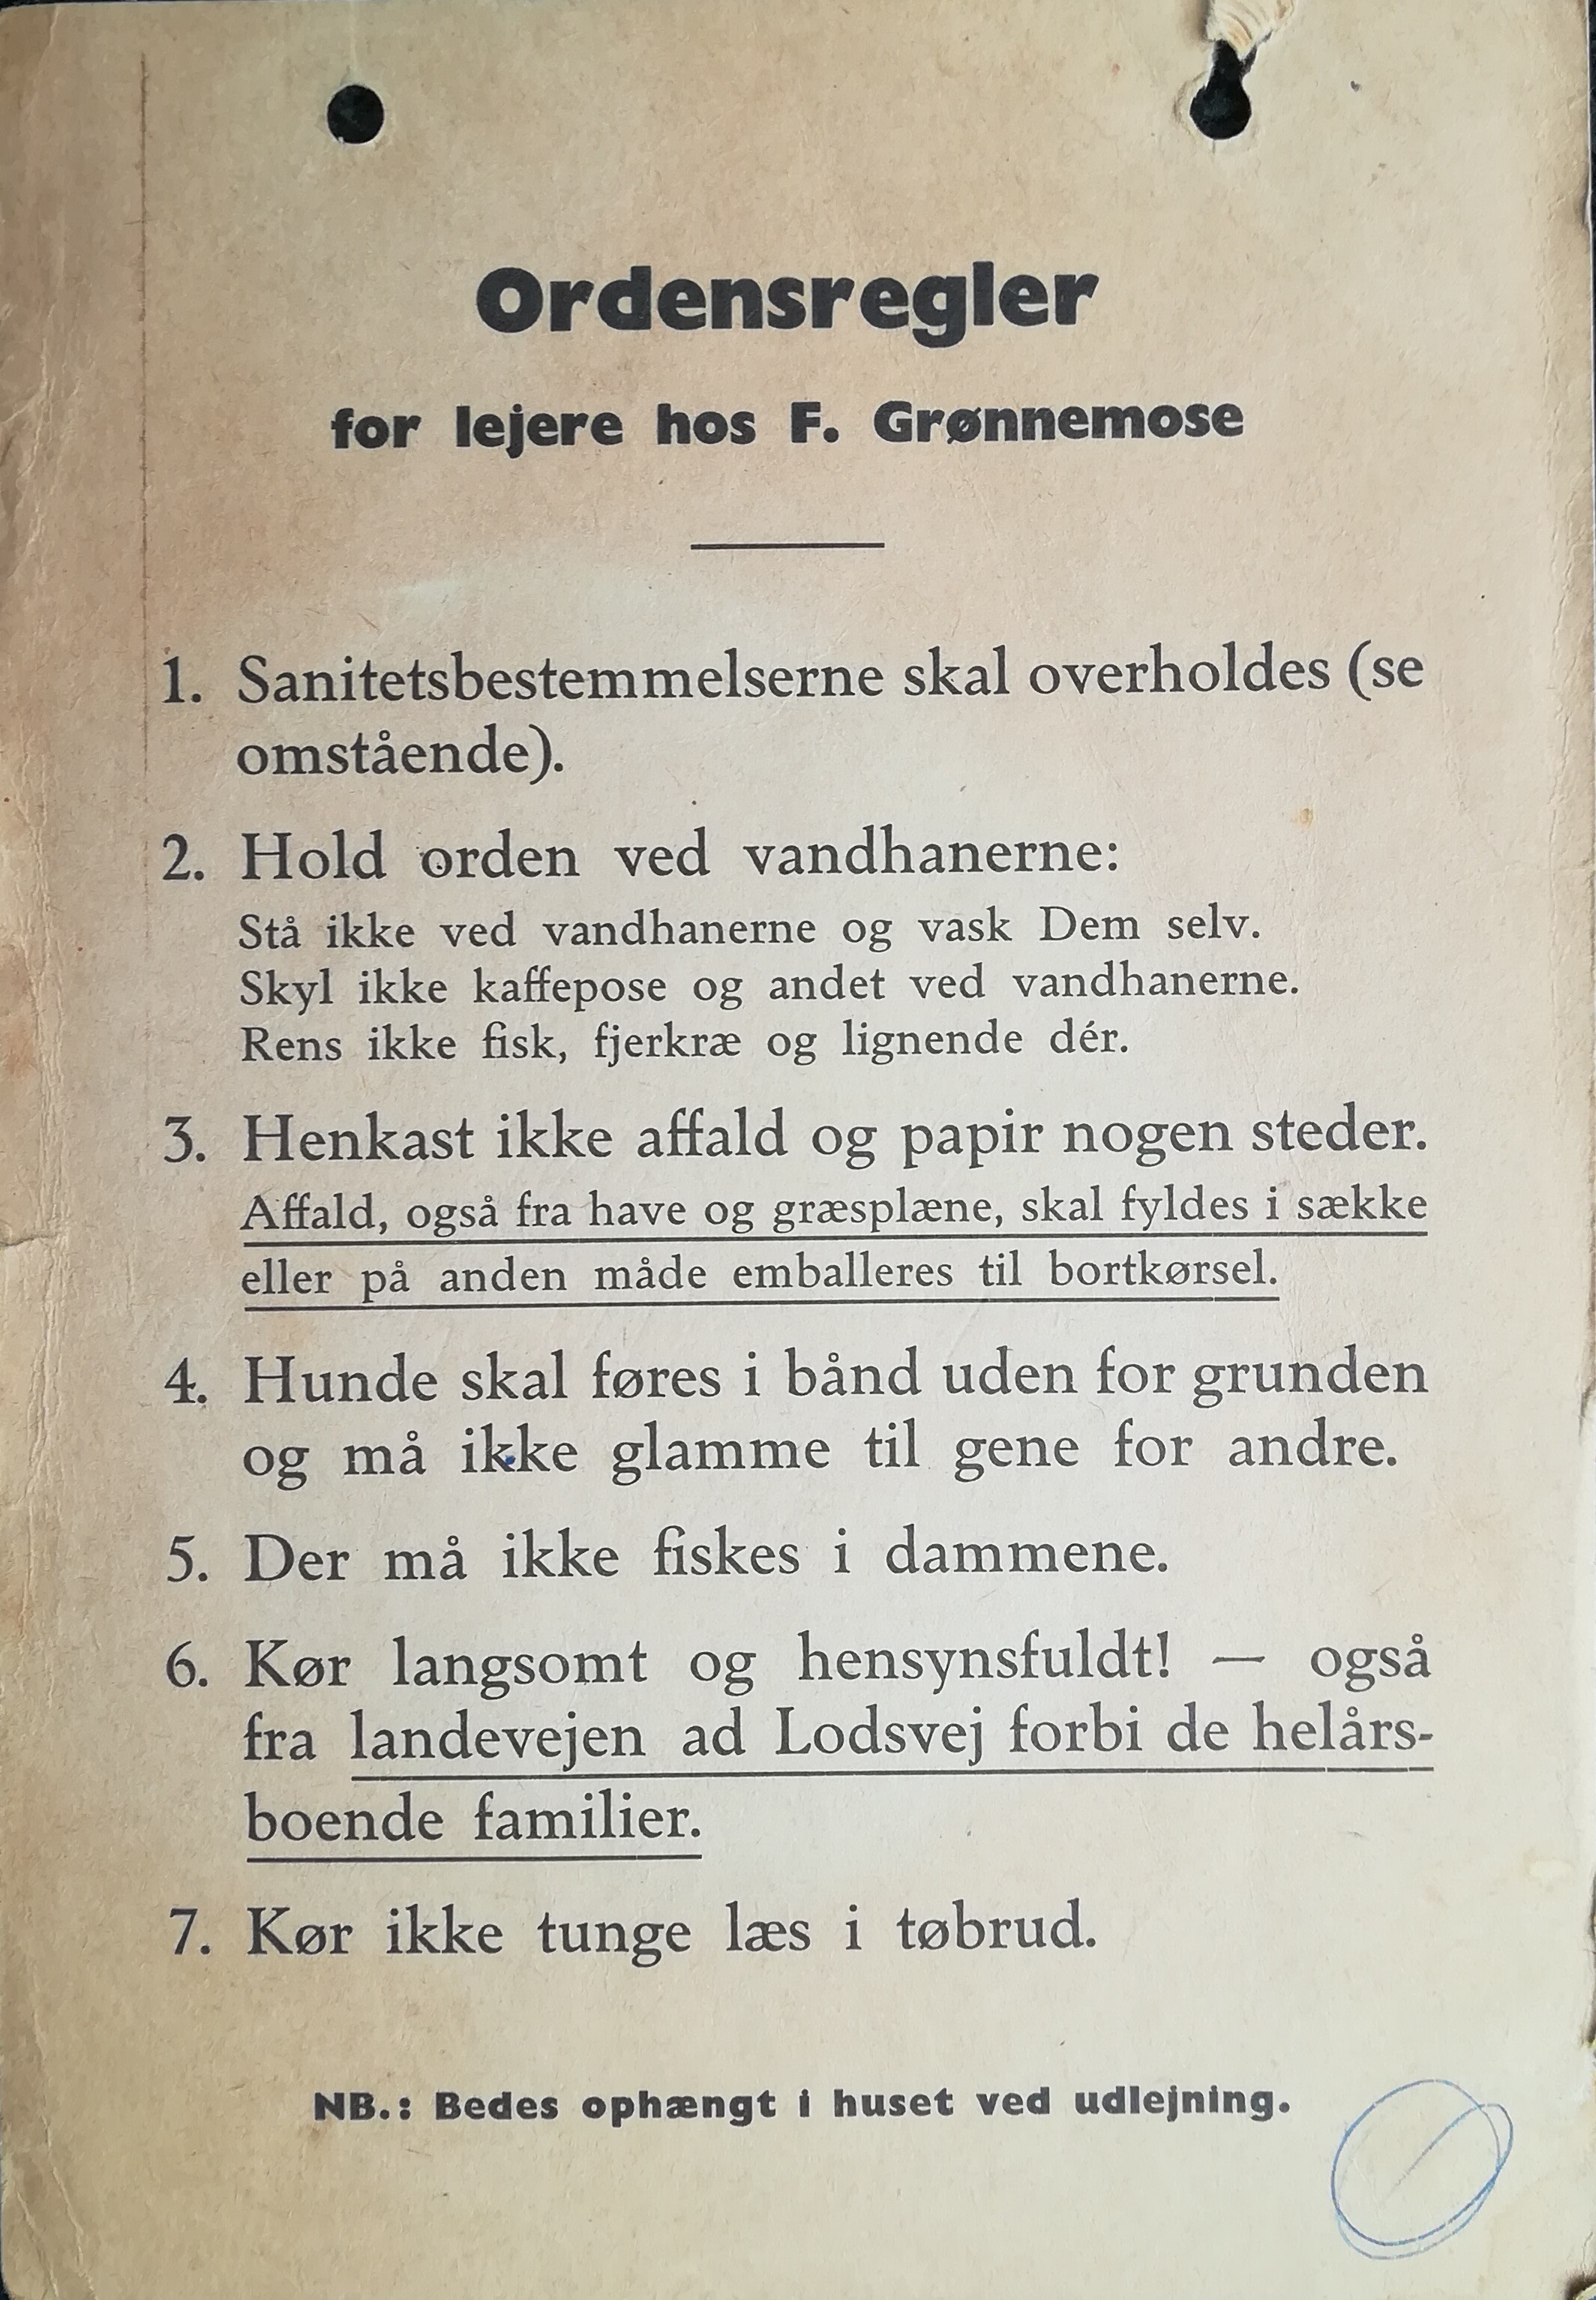 Ordensregler
for lejere hos F. Grønnemose
1. Sanitetsbestemmelserne skal overholdes (se
omstående).
2. Hold orden ved vandhanerne:
Stå ikke ved vandhanerne og vask Dem selv.
Skyl ikke kaffepose og andet ved vandhanerne.
Rens ikke fisk, fjerkræ og lignende dér.
3. Henkast ikke affald og papir nogen steder.
Affald, også fra have og græsplæne, skal fyldes i sække
eller på anden måde emballeres til bortkørsel.
4. Hunde skal føres i bånd uden for grunden
og må ikke glamme til gene for andre.
5. Der må ikke fiskes i dammene.
6. Kør langsomt og hensynsfuldt! — også
fra landevejen ad Lodsvej forbi de helårs-
boende familier.
7. Kør ikke tunge læs i tøbrud.
NB.: Bedes ophængt i huset ved udlejning.